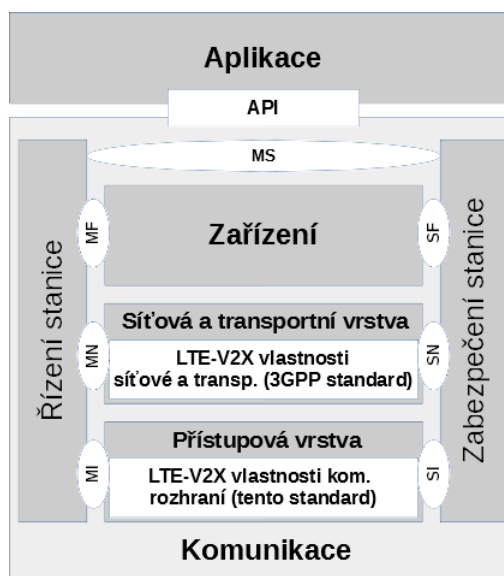 Aplikace
API
MS
Řízení stanice
MF
Zařízení
SF
Zabezpečení stanice
MN
Síťová a transportní vrstva
LTE-V2X vlastnosti
síťové a transp. (3GPP standard)
SN
MI
Přístupová vrstva
LTE-V2X vlastnosti kom.
rozhraní (tento standard)
SI
Komunikace